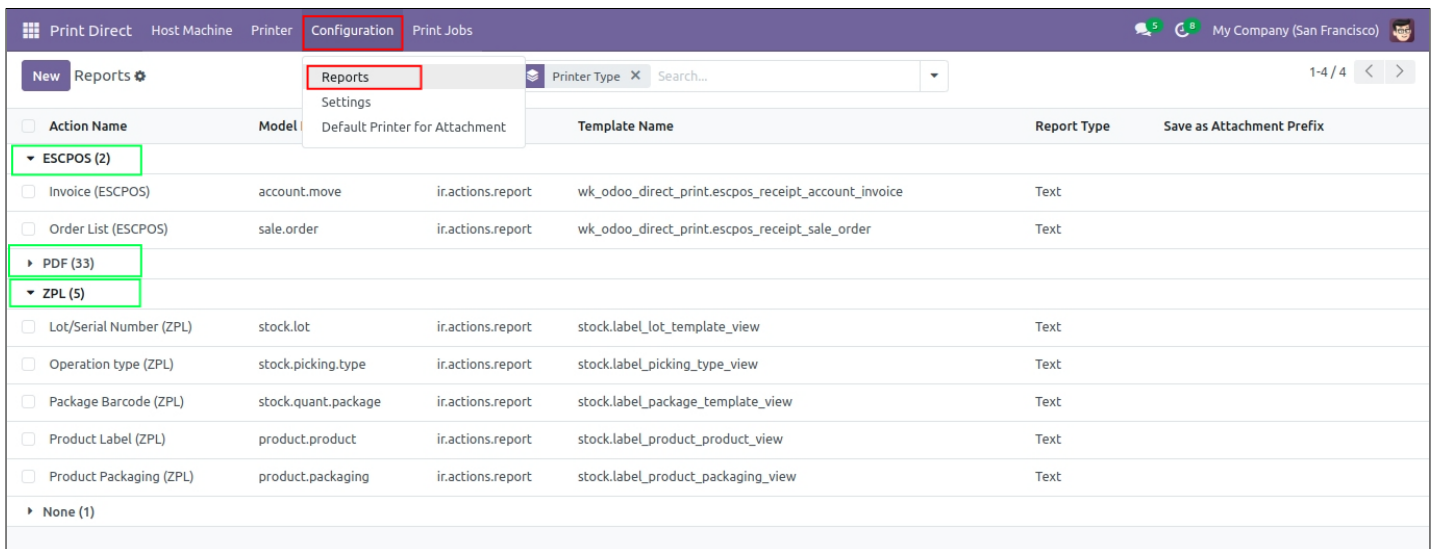 Print Direct Host Machine Printer Configuration Print Jobs 5 8 My Company (San Francisco)
New Reports Printer Type Search... 1-4 / 4
Reports
Settings
Default Printer for Attachment
Action Name Model Template Name Report Type Save as Attachment Prefix
ESCPOS (2)
Invoice (ESCPOS) account.move ir.actions.report wk_odoo_direct_print.escpos_receipt_account_invoice Text
Order List (ESCPOS) sale.order ir.actions.report wk_odoo_direct_print.escpos_receipt_sale_order Text
PDF (33)
ZPL (5)
Lot/Serial Number (ZPL) stock.lot ir.actions.report stock.label_lot_template_view Text
Operation type (ZPL) stock.picking.type ir.actions.report stock.label_picking_type_view Text
Package Barcode (ZPL) stock.quant.package ir.actions.report stock.label_package_template_view Text
Product Label (ZPL) product.product ir.actions.report stock.label_product_product_view Text
Product Packaging (ZPL) product.packaging ir.actions.report stock.label_product_packaging_view Text
None (1)